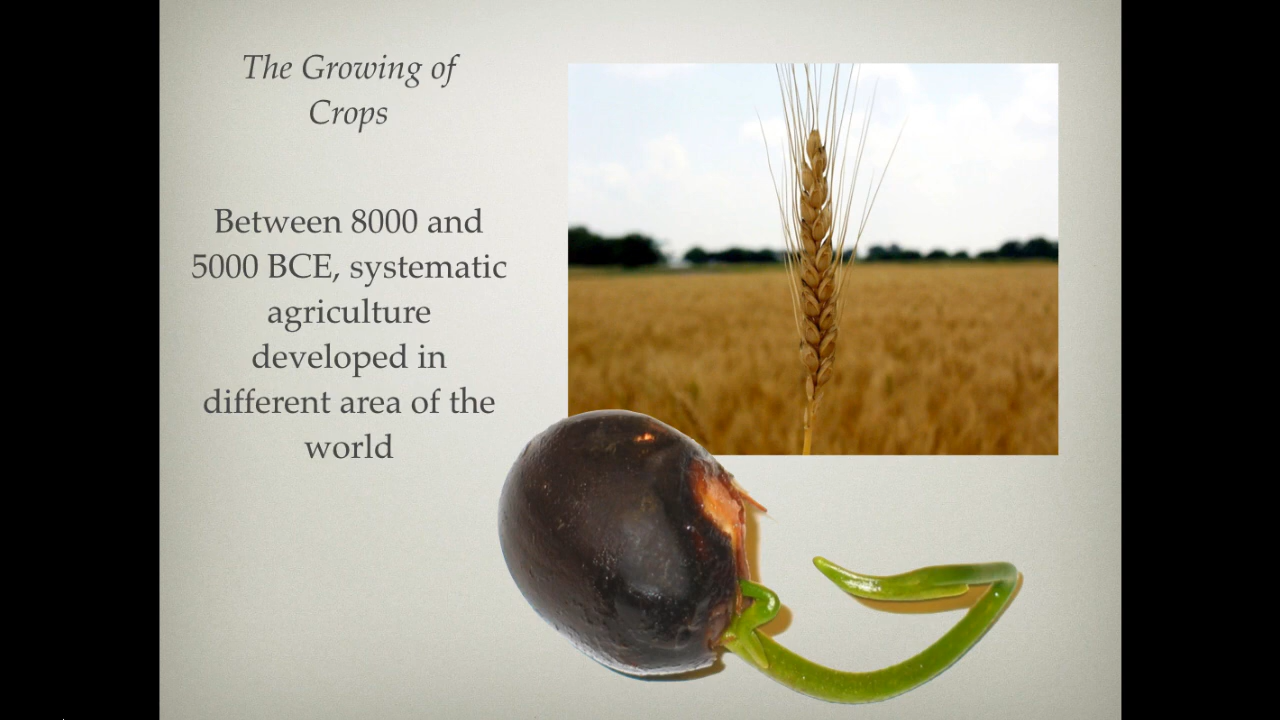 The Growing of
Crops
Between 8000 and
5000 BCE, systematic
agriculture
developed in
different area of the
world